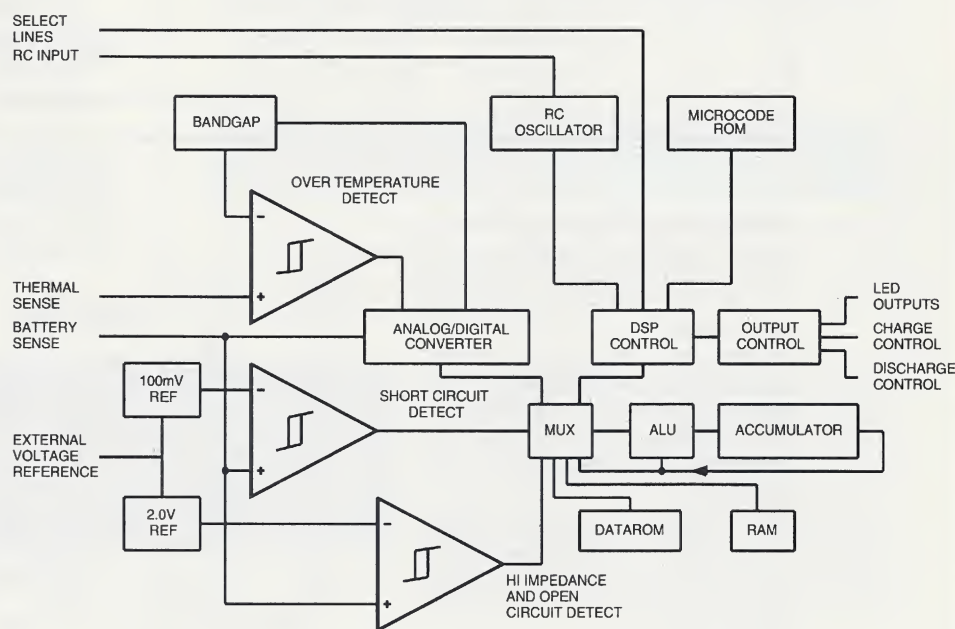 SELECT
LINES
RC INPUT
BANDGAP
RC
OSCILLATOR
MICROCODE
ROM
OVER TEMPERATURE
DETECT
−
+
THERMAL
SENSE
BATTERY
SENSE
ANALOG/DIGITAL
CONVERTER
DSP
CONTROL
OUTPUT
CONTROL
LED
OUTPUTS
CHARGE
CONTROL
DISCHARGE
CONTROL
100mV
REF
−
+
SHORT CIRCUIT
DETECT
MUX
ALU
ACCUMULATOR
EXTERNAL
VOLTAGE
REFERENCE
2.0V
REF
−
+
DATAROM
RAM
HI IMPEDANCE
AND OPEN
CIRCUIT DETECT